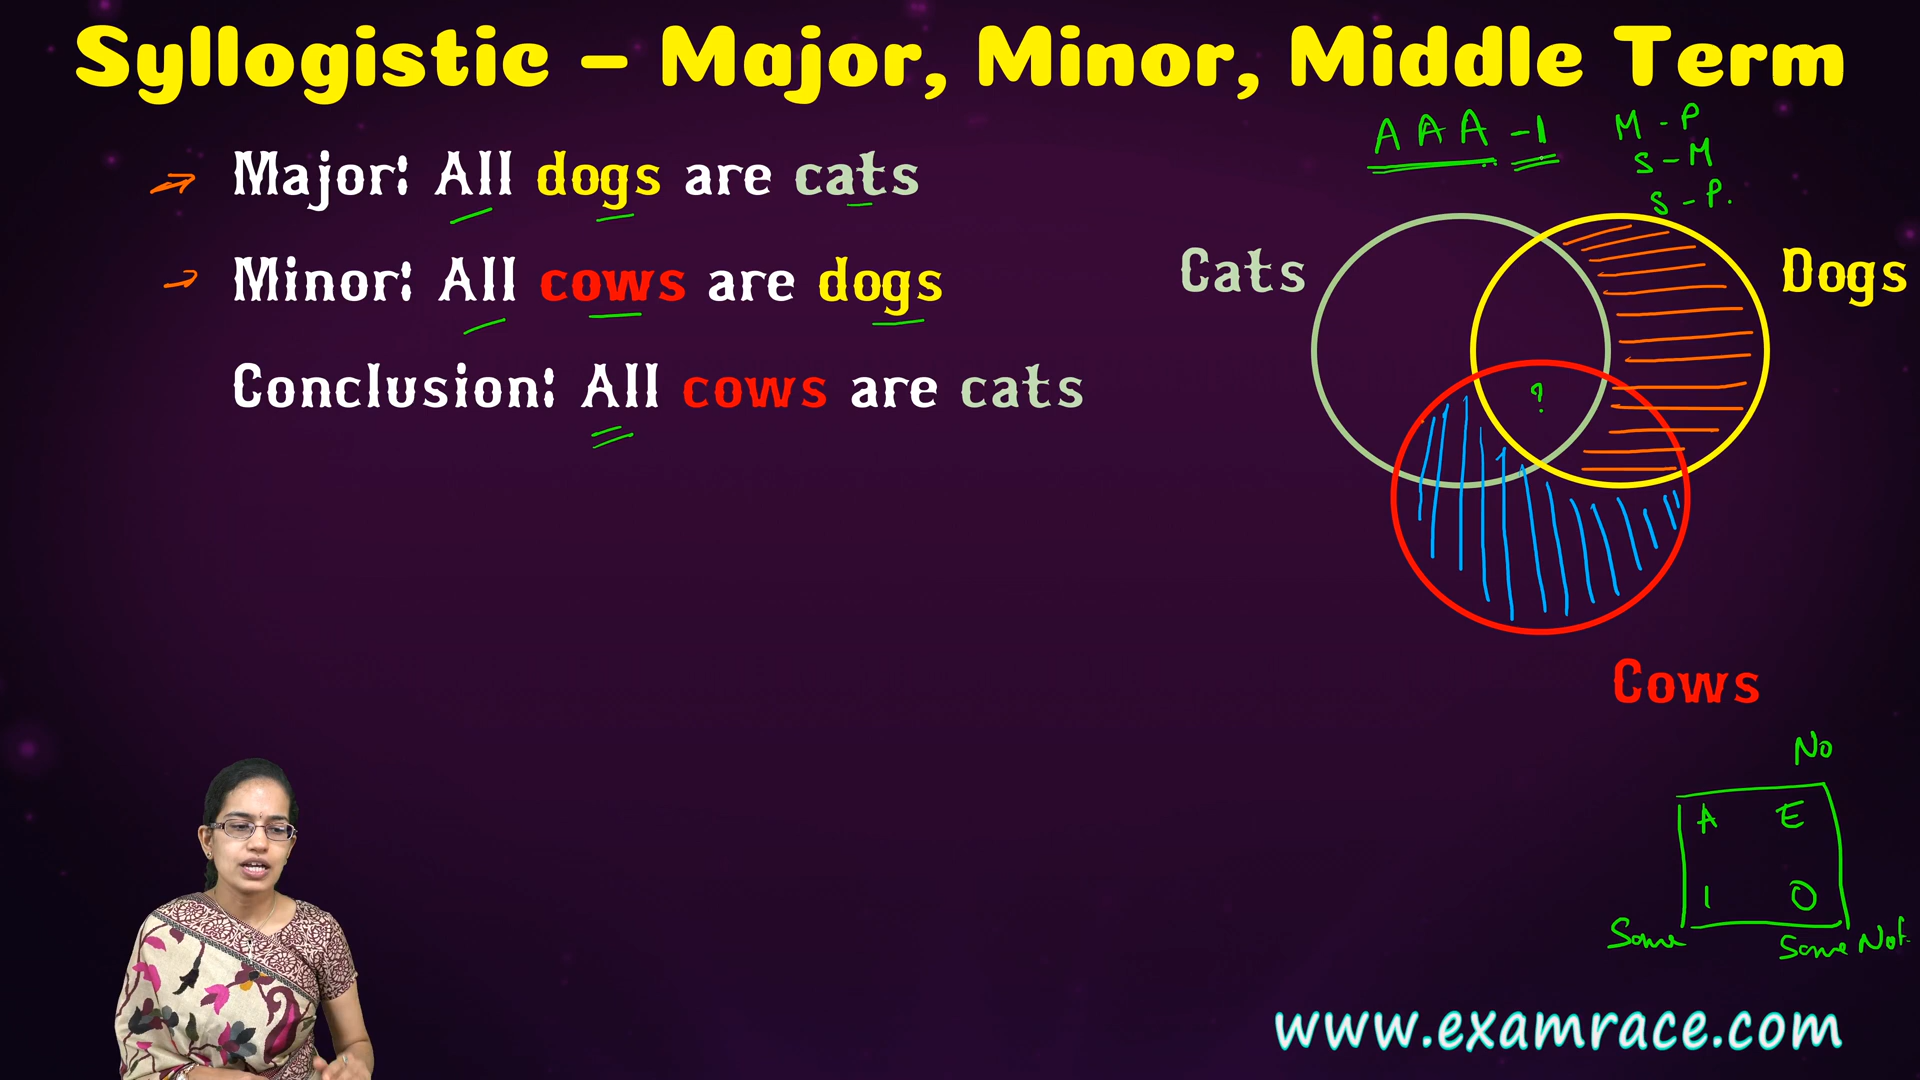 Syllogistic – Major, Minor, Middle Term
A A A - 1
M - P
S - M
S - P.
Major: All dogs are cats
Minor: All cows are dogs
Conclusion: All cows are cats
Cats
Dogs
?
Cows
No
A E
I O
Some
Some Not.
www.examrace.com